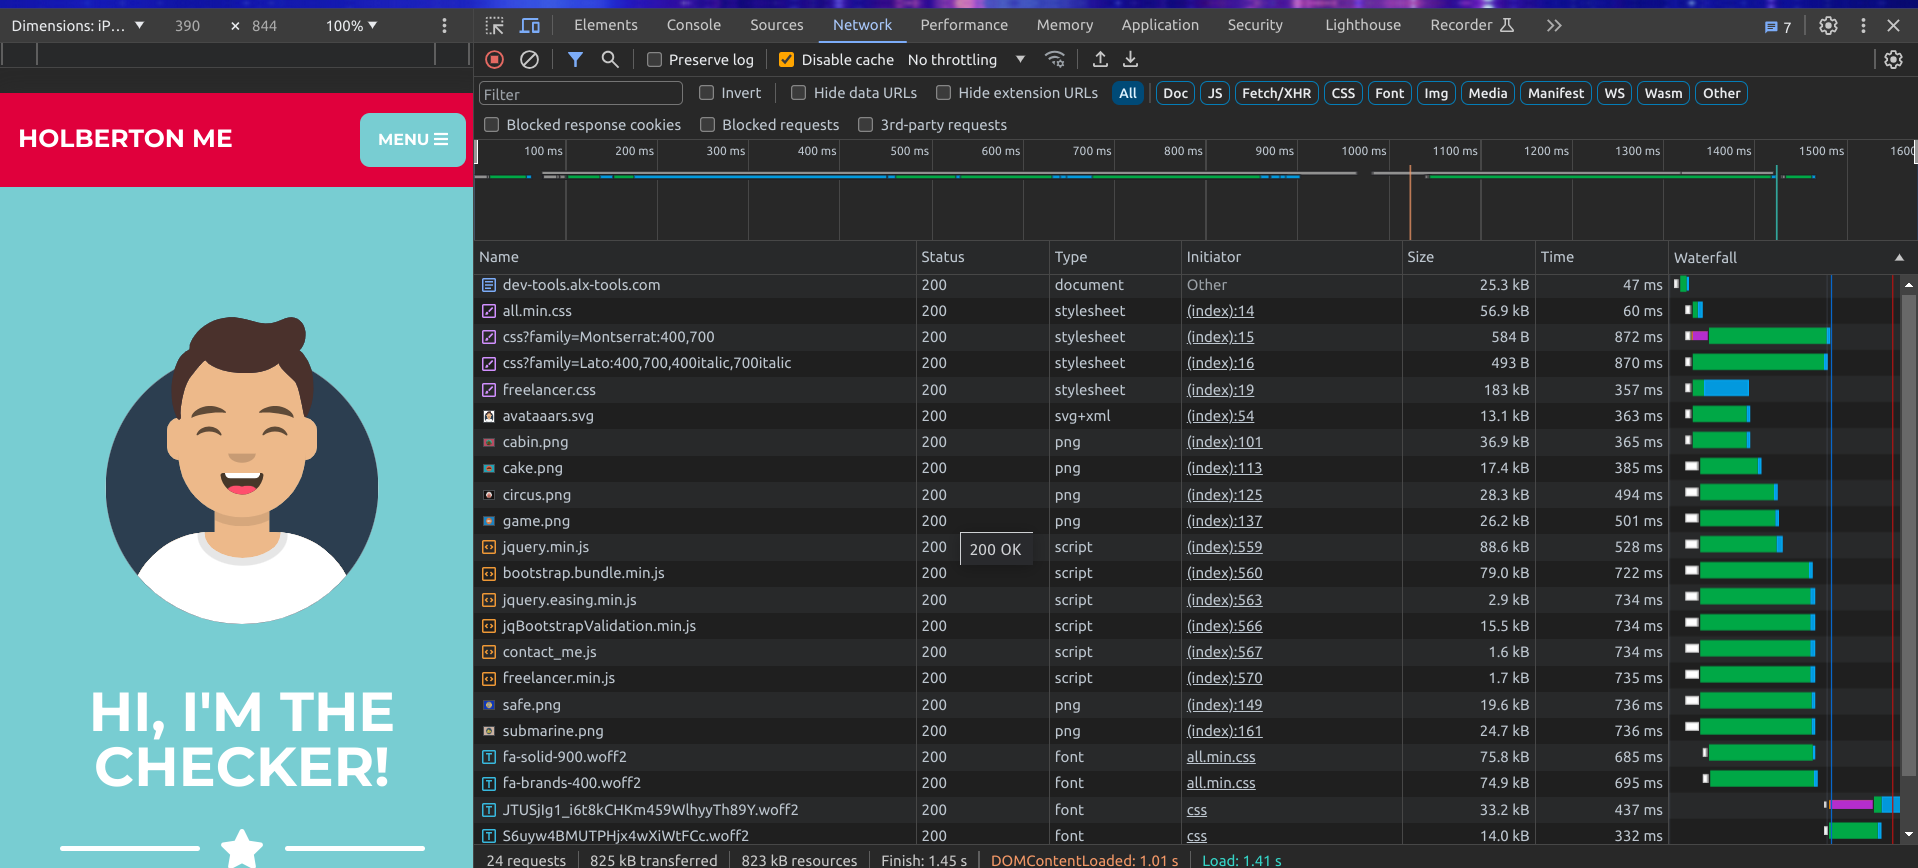 Dimensions: iP... 390 × 844 100%
Elements Console Sources Network Performance Memory Application Security Lighthouse Recorder 7
Preserve log Disable cache No throttling
Filter Invert Hide data URLs Hide extension URLs All Doc JS Fetch/XHR CSS Font Img Media Manifest WS Wasm Other
Blocked response cookies Blocked requests 3rd-party requests
100 ms 200 ms 300 ms 400 ms 500 ms 600 ms 700 ms 800 ms 900 ms 1000 ms 1100 ms 1200 ms 1300 ms 1400 ms 1500 ms 1600
HOLBERTON ME
MENU
HI, I'M THE
CHECKER!
Name Status Type Initiator Size Time Waterfall
dev-tools.alx-tools.com 200 document Other 25.3 kB 47 ms
all.min.css 200 stylesheet (index):14 56.9 kB 60 ms
css?family=Montserrat:400,700 200 stylesheet (index):15 584 B 872 ms
css?family=Lato:400,700,400italic,700italic 200 stylesheet (index):16 493 B 870 ms
freelancer.css 200 stylesheet (index):19 183 kB 357 ms
avataaars.svg 200 svg+xml (index):54 13.1 kB 363 ms
cabin.png 200 png (index):101 36.9 kB 365 ms
cake.png 200 png (index):113 17.4 kB 385 ms
circus.png 200 png (index):125 28.3 kB 494 ms
game.png 200 png (index):137 26.2 kB 501 ms
jquery.min.js 200 script (index):559 88.6 kB 528 ms
200 OK
bootstrap.bundle.min.js 200 script (index):560 79.0 kB 722 ms
jquery.easing.min.js 200 script (index):563 2.9 kB 734 ms
jqBootstrapValidation.min.js 200 script (index):566 15.5 kB 734 ms
contact_me.js 200 script (index):567 1.6 kB 734 ms
freelancer.min.js 200 script (index):570 1.7 kB 735 ms
safe.png 200 png (index):149 19.6 kB 736 ms
submarine.png 200 png (index):161 24.7 kB 736 ms
fa-solid-900.woff2 200 font all.min.css 75.8 kB 685 ms
fa-brands-400.woff2 200 font all.min.css 74.9 kB 695 ms
JTUSjIg1_i6t8kCHKm459WlhyyTh89Y.woff2 200 font css 33.2 kB 437 ms
S6uyw4BMUTPHjx4wXiWtFCc.woff2 200 font css 14.0 kB 332 ms
24 requests 825 kB transferred 823 kB resources Finish: 1.45 s DOMContentLoaded: 1.01 s Load: 1.41 s